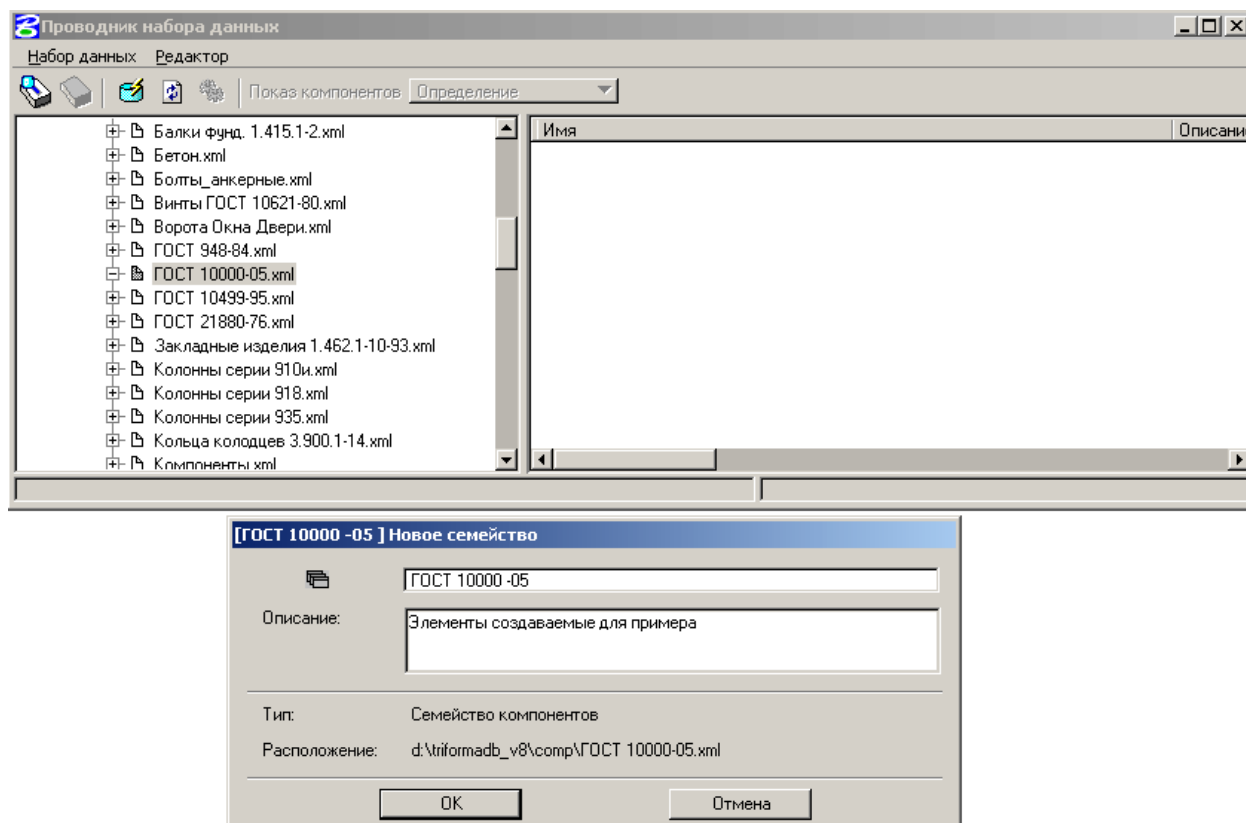 Проводник набора данных
Набор данных Редактор
Показ компонентов Определение
Балки фунд. 1.415.1-2.xml
Бетон.xml
Болты_анкерные.xml
Винты ГОСТ 10621-80.xml
Ворота Окна Двери.xml
ГОСТ 948-84.xml
ГОСТ 10000-05.xml
ГОСТ 10499-95.xml
ГОСТ 21880-76.xml
Закладные изделия 1.462.1-10-93.xml
Колонны серии 910и.xml
Колонны серии 918.xml
Колонны серии 935.xml
Кольца колодцев 3.900.1-14.xml
Компоненты.xml
Имя Описани
[ГОСТ 10000 -05 ] Новое семейство
ГОСТ 10000 -05
Описание: Элементы создаваемые для примера
Тип: Семейство компонентов
Расположение: d:\triformadb_v8\comp\ГОСТ 10000-05.xml
OK Отмена